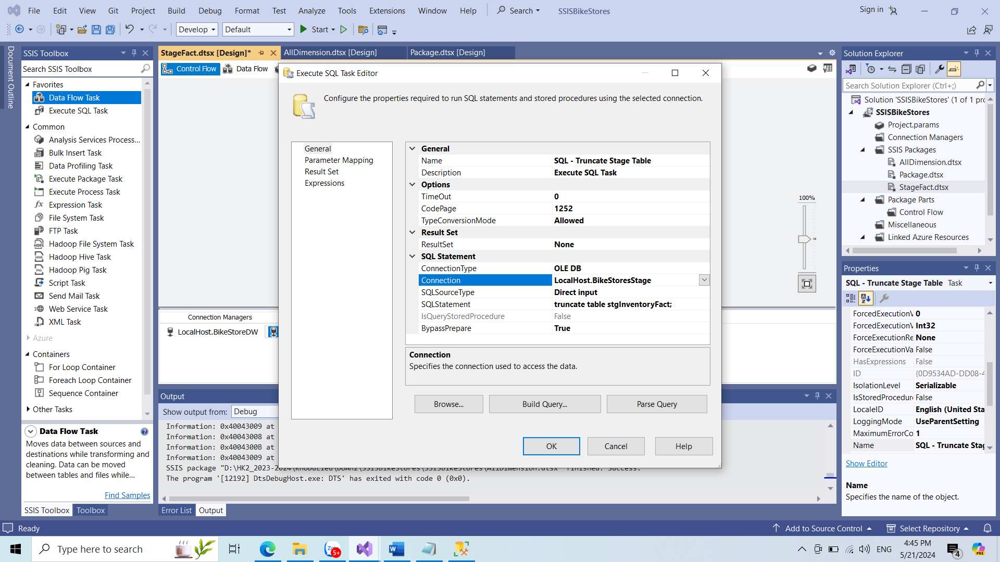 File Edit View Git Project Build Debug Format Test Analyze Tools Extensions Window Help Search SSISBikeStores Sign in
Develop Default Start
Document Outline
SSIS Toolbox
Search SSIS Toolbox
Favorites
Data Flow Task
Execute SQL Task
Common
Analysis Services Process...
Bulk Insert Task
Data Profiling Task
Execute Package Task
Execute Process Task
Expression Task
File System Task
FTP Task
Hadoop File System Task
Hadoop Hive Task
Hadoop Pig Task
Script Task
Send Mail Task
Web Service Task
XML Task
Azure
Containers
For Loop Container
Foreach Loop Container
Sequence Container
Other Tasks
Data Flow Task
Moves data between sources and
destinations while transforming and
cleaning. Data can be moved
between tables and files while...
Find Samples
SSIS Toolbox Toolbox
StageFact.dtsx [Design]* AllDimension.dtsx [Design] Package.dtsx [Design]
Control Flow Data Flow
100%
Connection Managers
LocalHost.BikeStoreDW
Execute SQL Task Editor
Configure the properties required to run SQL statements and stored procedures using the selected connection.
General
Parameter Mapping
Result Set
Expressions
General
Name SQL - Truncate Stage Table
Description Execute SQL Task
Options
TimeOut 0
CodePage 1252
TypeConversionMode Allowed
Result Set
ResultSet None
SQL Statement
ConnectionType OLE DB
Connection LocalHost.BikeStoresStage
SQLSourceType Direct input
SQLStatement truncate table stgInventoryFact;
IsQueryStoredProcedure False
BypassPrepare True
Connection
Specifies the connection used to access the data.
Browse... Build Query... Parse Query
OK Cancel Help
Output
Show output from: Debug
Information: 0x40043009 at
Information: 0x40043008 at
Information: 0x4004300B at
Information: 0x40043009 at
SSIS package "D:\HK2_2023-2024\KhoDuLieu\DOAN2\SSISBikeStores\SSISBikeStores\AllDimension.dtsx" finished: Success.
The program '[12192] DtsDebugHost.exe: DTS' has exited with code 0 (0x0).
Error List Output
Solution Explorer
Search Solution Explorer (Ctrl+;)
Solution 'SSISBikeStores' (1 of 1 pro
SSISBikeStores
Project.params
Connection Managers
SSIS Packages
AllDimension.dtsx
Package.dtsx
StageFact.dtsx
Package Parts
Control Flow
Miscellaneous
Linked Azure Resources
Properties
SQL - Truncate Stage Table Task
ForcedExecutionV 0
ForcedExecutionV Int32
ForceExecutionRe None
ForceExecutionVa False
HasExpressions False
ID {0D9534AD-DD08-4
IsolationLevel Serializable
IsStoredProcedure False
LocaleID English (United Sta
LoggingMode UseParentSetting
MaximumErrorCo 1
Name SQL - Truncate Stag
Show Editor
Name
Specifies the name of the object.
Ready Add to Source Control Select Repository
Type here to search
5+
ENG
4:45 PM
5/21/2024
4
PRE